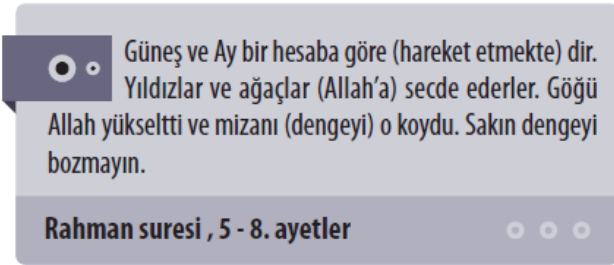 Güneş ve Ay bir hesaba göre (hareket etmekte) dir.
Yıldızlar ve ağaçlar (Allah’a) secde ederler. Göğü
Allah yükseltti ve mizanı (dengeyi) o koydu. Sakın dengeyi
bozmayın.
Rahman suresi , 5 - 8. ayetler